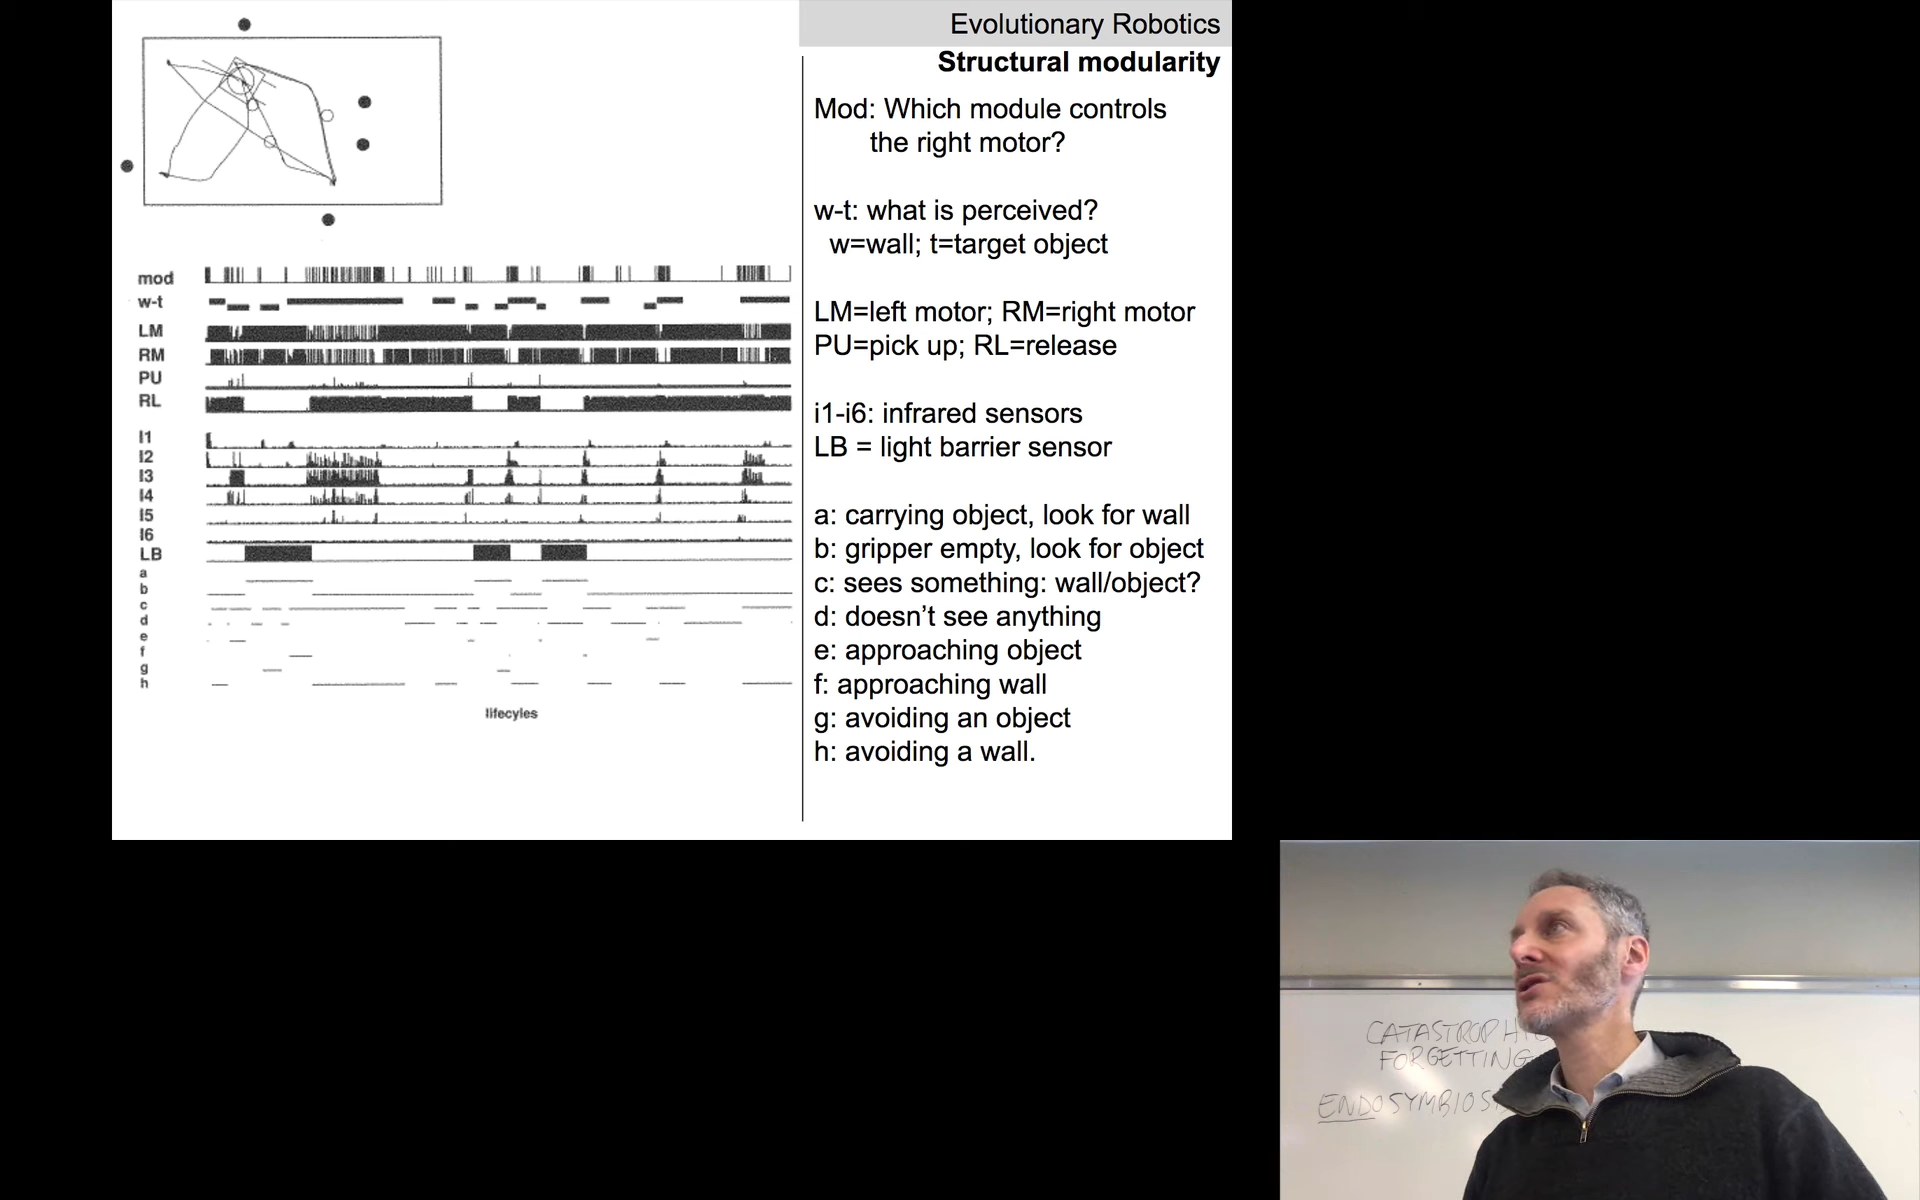 Evolutionary Robotics
Structural modularity
Mod: Which module controls
the right motor?
w-t: what is perceived?
w=wall; t=target object
LM=left motor; RM=right motor
PU=pick up; RL=release
i1-i6: infrared sensors
LB = light barrier sensor
a: carrying object, look for wall
b: gripper empty, look for object
c: sees something: wall/object?
d: doesn't see anything
e: approaching object
f: approaching wall
g: avoiding an object
h: avoiding a wall.
mod
w-t
LM
RM
PU
RL
I1
I2
I3
I4
I5
I6
LB
a
b
c
d
e
f
g
h
lifecyles
CATASTROPHIC
FORGETTING